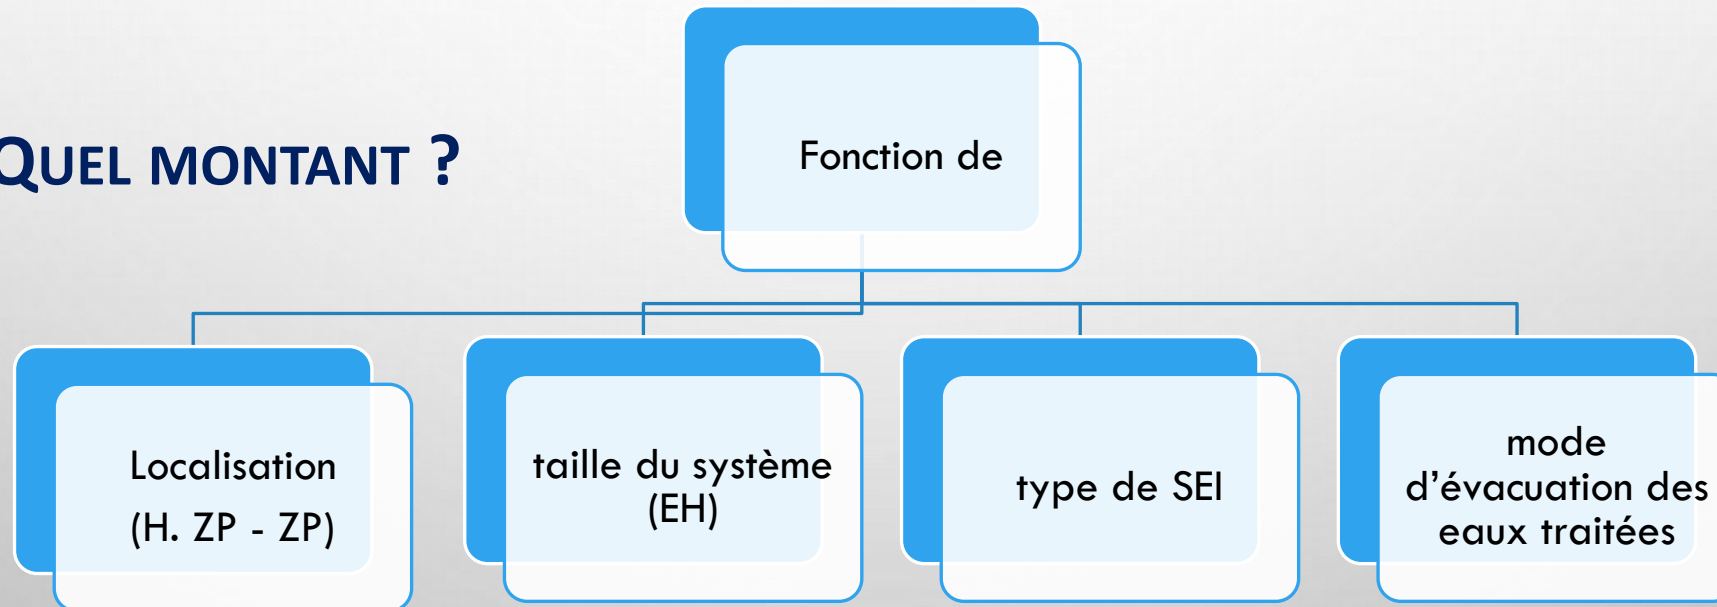 QUEL MONTANT ?
Fonction de
Localisation
(H. ZP - ZP)
taille du système
(EH)
type de SEI
mode
d’évacuation des
eaux traitées